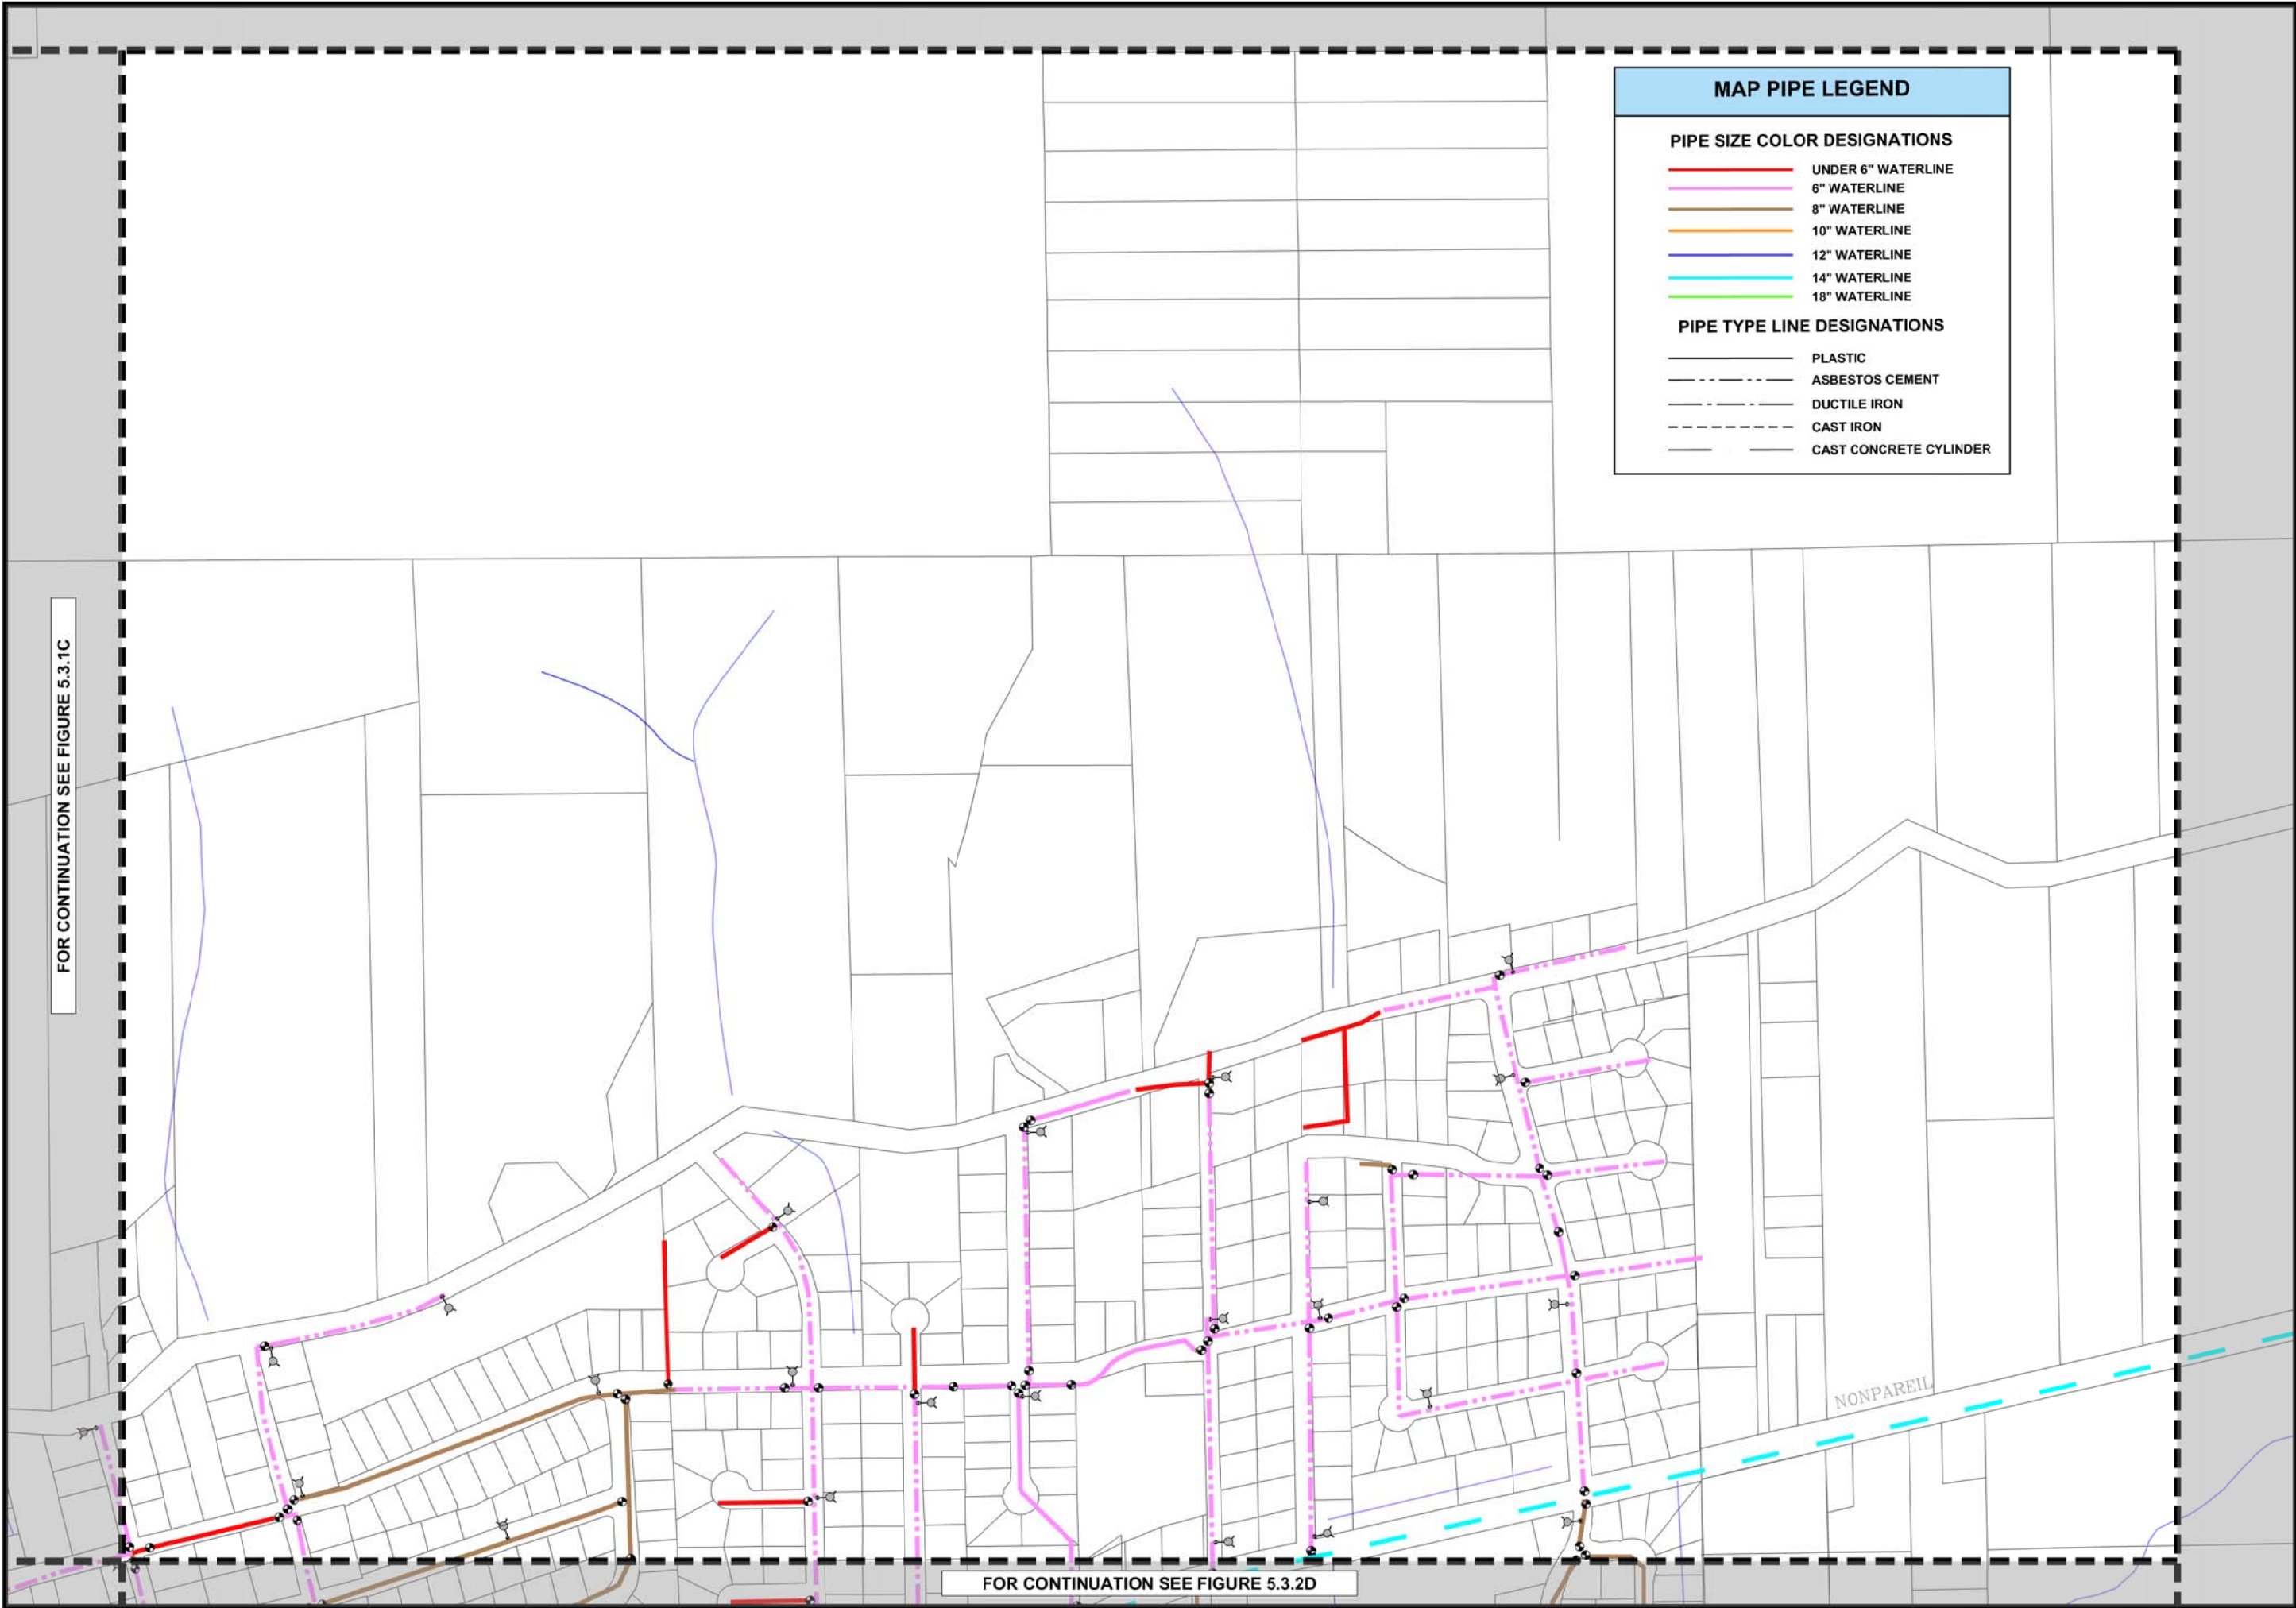 MAP PIPE LEGEND
PIPE SIZE COLOR DESIGNATIONS
UNDER 6" WATERLINE
6" WATERLINE
8" WATERLINE
10" WATERLINE
12" WATERLINE
14" WATERLINE
18" WATERLINE
PIPE TYPE LINE DESIGNATIONS
PLASTIC
ASBESTOS CEMENT
DUCTILE IRON
CAST IRON
CAST CONCRETE CYLINDER
FOR CONTINUATION SEE FIGURE 5.3.1C
NONPAREIL
FOR CONTINUATION SEE FIGURE 5.3.2D